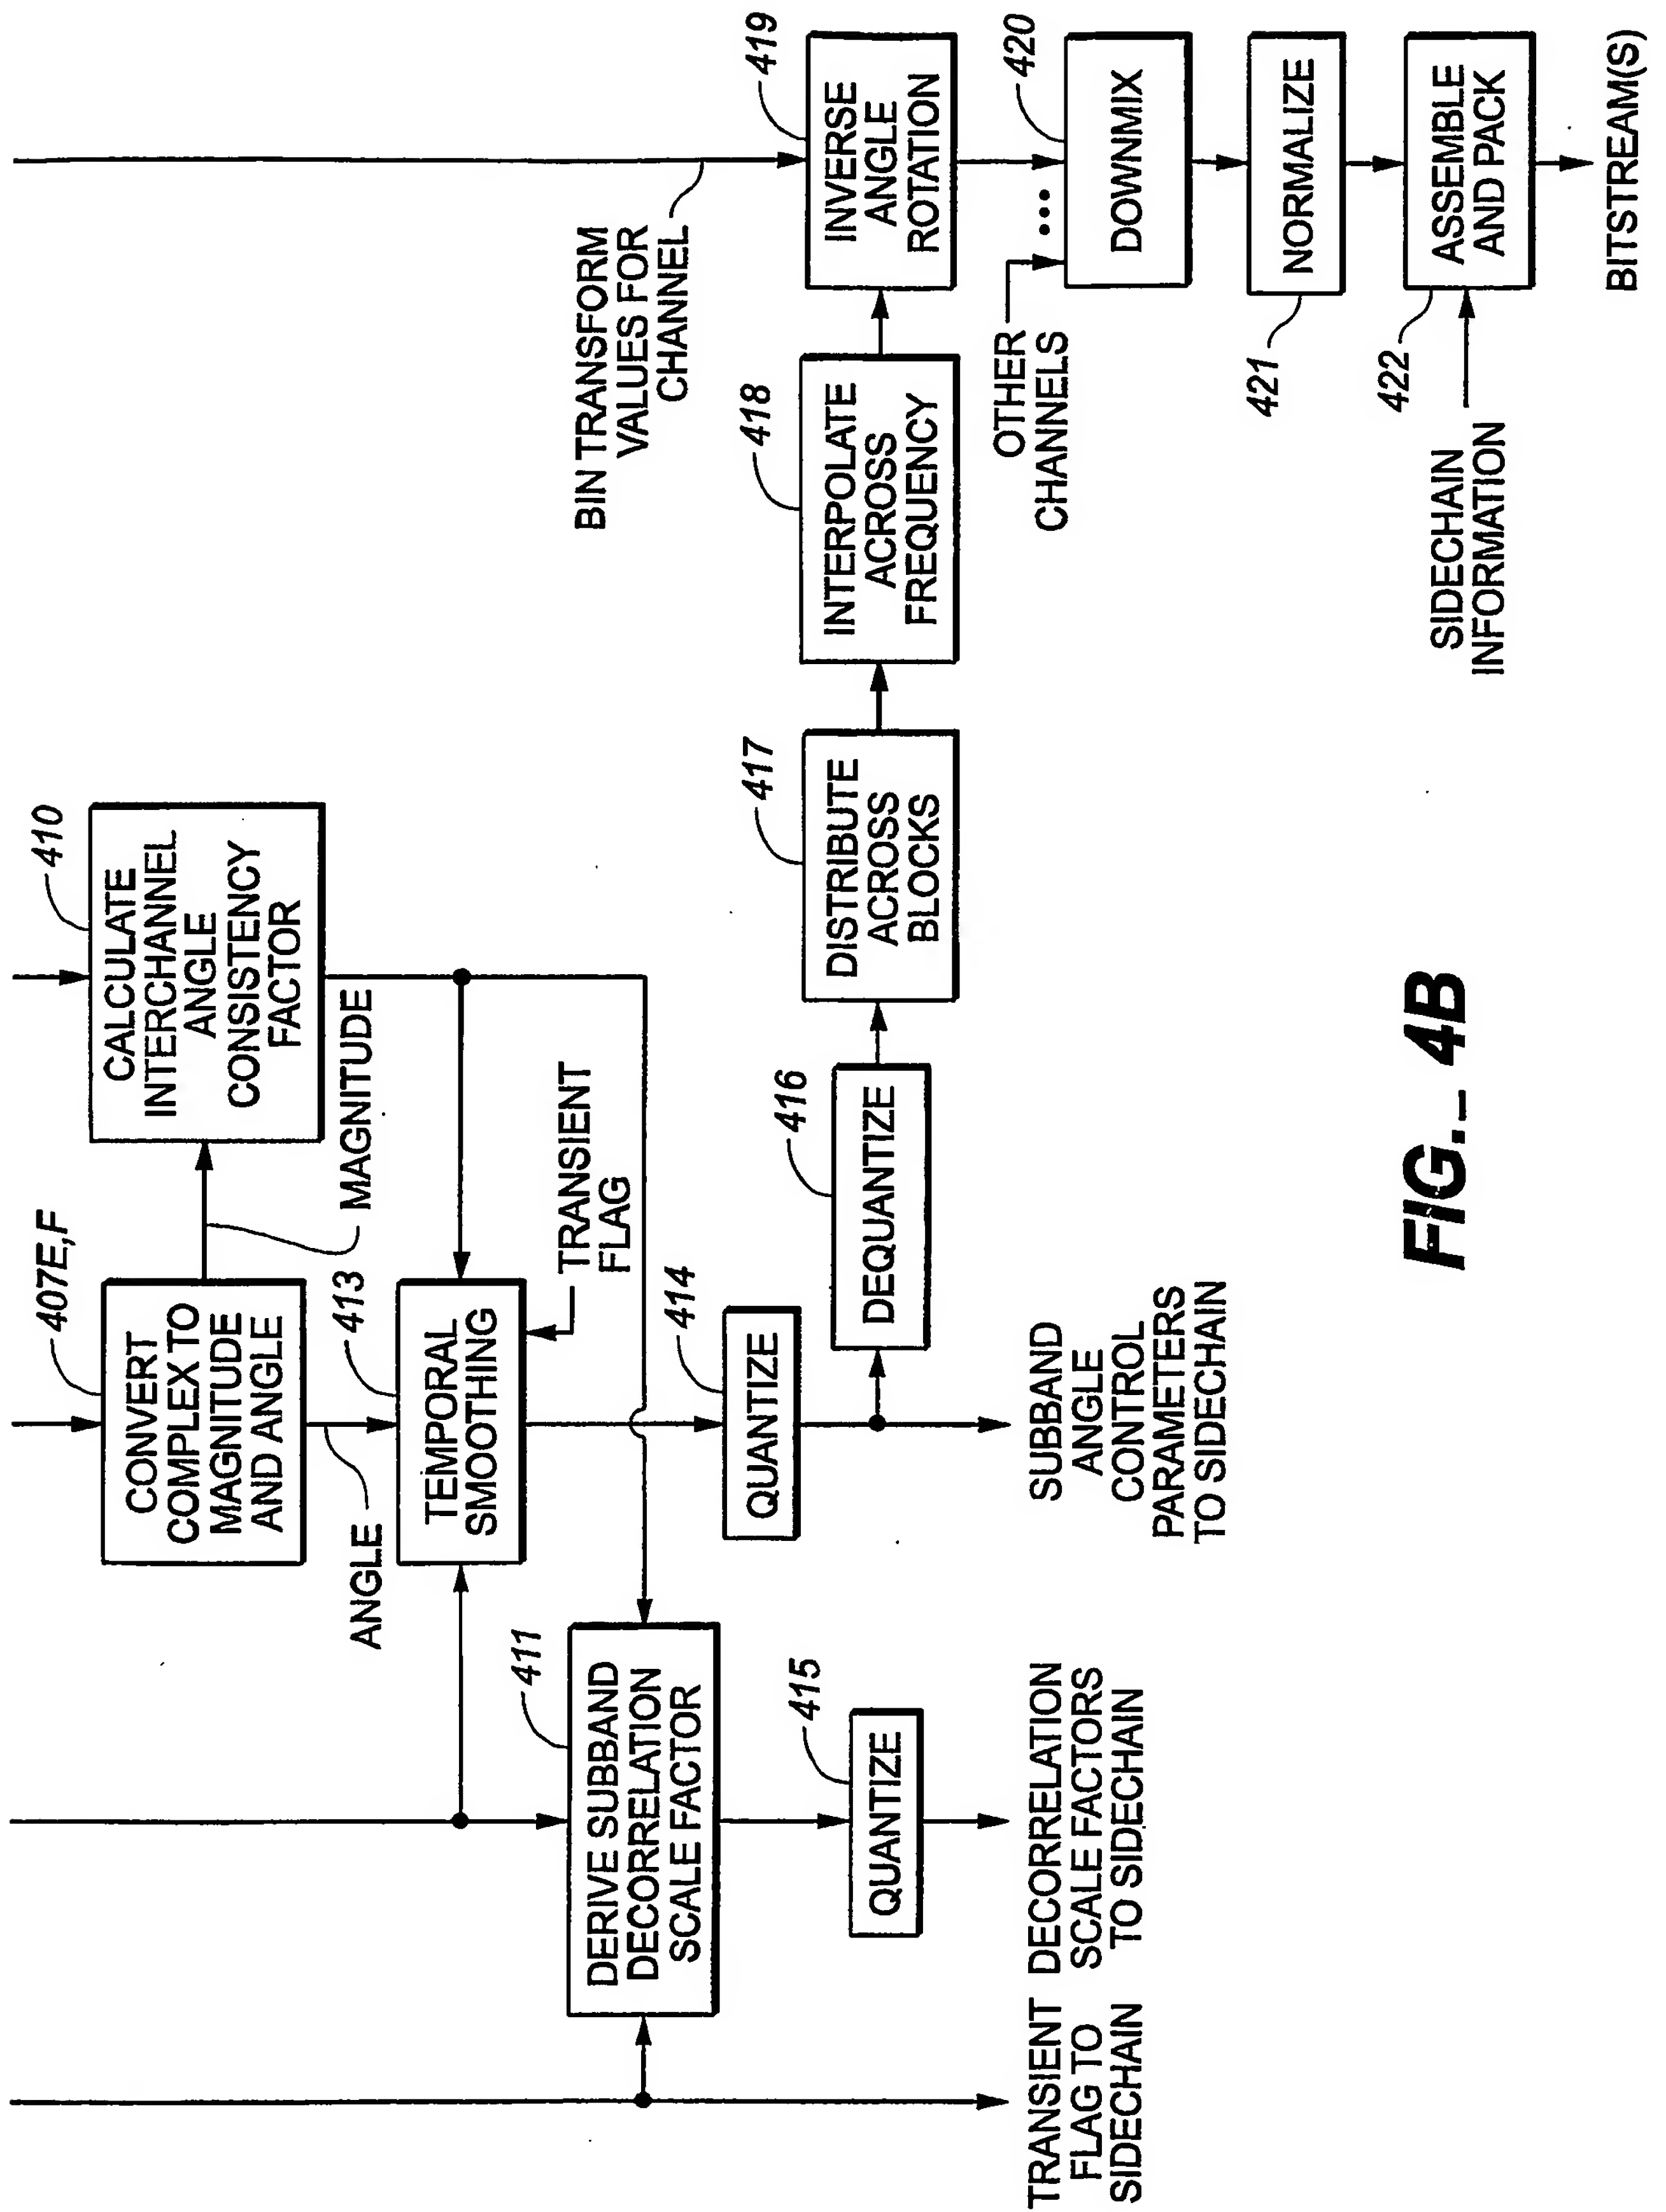 407E,F
CONVERT
COMPLEX TO
MAGNITUDE
AND ANGLE
410
CALCULATE
INTERCHANNEL
ANGLE
CONSISTENCY
FACTOR
MAGNITUDE
ANGLE
413
TEMPORAL
SMOOTHING
TRANSIENT
FLAG
411
DERIVE SUBBAND
DECORRELATION
SCALE FACTOR
414
QUANTIZE
415
QUANTIZE
416
DEQUANTIZE
417
DISTRIBUTE
ACROSS
BLOCKS
418
INTERPOLATE
ACROSS
FREQUENCY
BIN TRANSFORM
VALUES FOR
CHANNEL
419
INVERSE
ANGLE
ROTATION
OTHER
CHANNELS
...
420
DOWNMIX
421
NORMALIZE
422
ASSEMBLE
AND PACK
SIDECHAIN
INFORMATION
BITSTREAM(S)
TRANSIENT
FLAG TO
SIDECHAIN
DECORRELATION
SCALE FACTORS
TO SIDECHAIN
SUBBAND
ANGLE
CONTROL
PARAMETERS
TO SIDECHAIN
FIG._ 4B